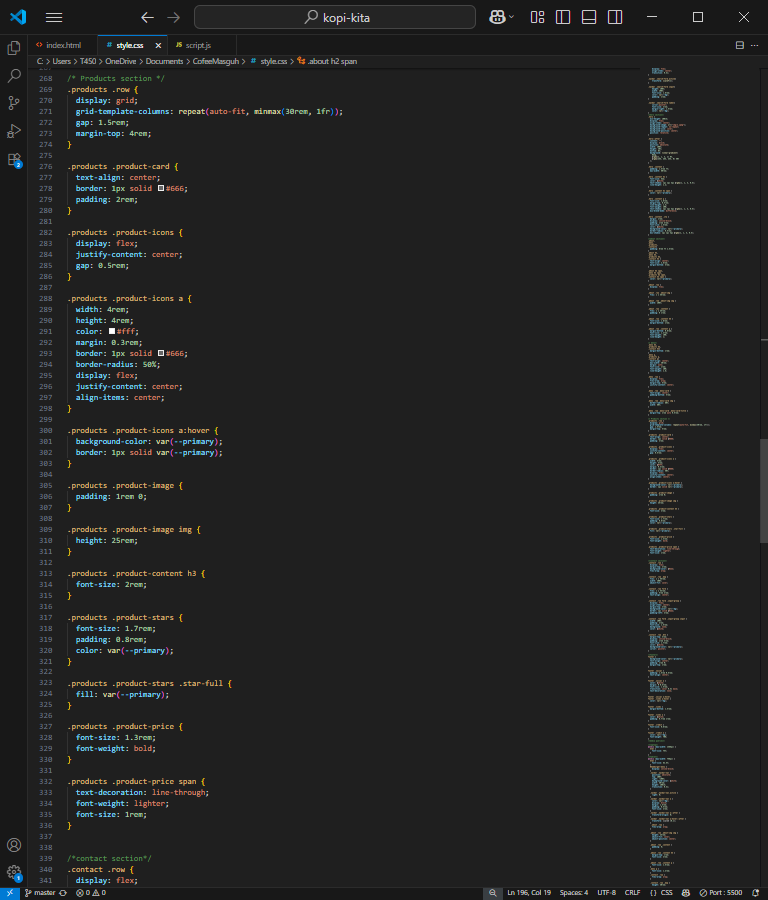 kopi-kita
index.html
# style.css
JS script.js
C: > Users > T450 > OneDrive > Documents > CofeeMasguh > # style.css > .about h2 span
268 /* Products section */
269 .products .row {
270 display: grid;
271 grid-template-columns: repeat(auto-fit, minmax(30rem, 1fr));
272 gap: 1.5rem;
273 margin-top: 4rem;
274 }
275
276 .products .product-card {
277 text-align: center;
278 border: 1px solid #666;
279 padding: 2rem;
280 }
281
282 .products .product-icons {
283 display: flex;
284 justify-content: center;
285 gap: 0.5rem;
286 }
287
288 .products .product-icons a {
289 width: 4rem;
290 height: 4rem;
291 color: #fff;
292 margin: 0.3rem;
293 border: 1px solid #666;
294 border-radius: 50%;
295 display: flex;
296 justify-content: center;
297 align-items: center;
298 }
299
300 .products .product-icons a:hover {
301 background-color: var(--primary);
302 border: 1px solid var(--primary);
303 }
304
305 .products .product-image {
306 padding: 1rem 0;
307 }
308
309 .products .product-image img {
310 height: 25rem;
311 }
312
313 .products .product-content h3 {
314 font-size: 2rem;
315 }
316
317 .products .product-stars {
318 font-size: 1.7rem;
319 padding: 0.8rem;
320 color: var(--primary);
321 }
322
323 .products .product-stars .star-full {
324 fill: var(--primary);
325 }
326
327 .products .product-price {
328 font-size: 1.3rem;
329 font-weight: bold;
330 }
331
332 .products .product-price span {
333 text-decoration: line-through;
334 font-weight: lighter;
335 font-size: 1rem;
336 }
337
338
339 /*contact section*/
340 .contact .row {
341 display: flex;
master 0 0 Ln 196, Col 19 Spaces: 4 UTF-8 CRLF {} CSS Port : 5500